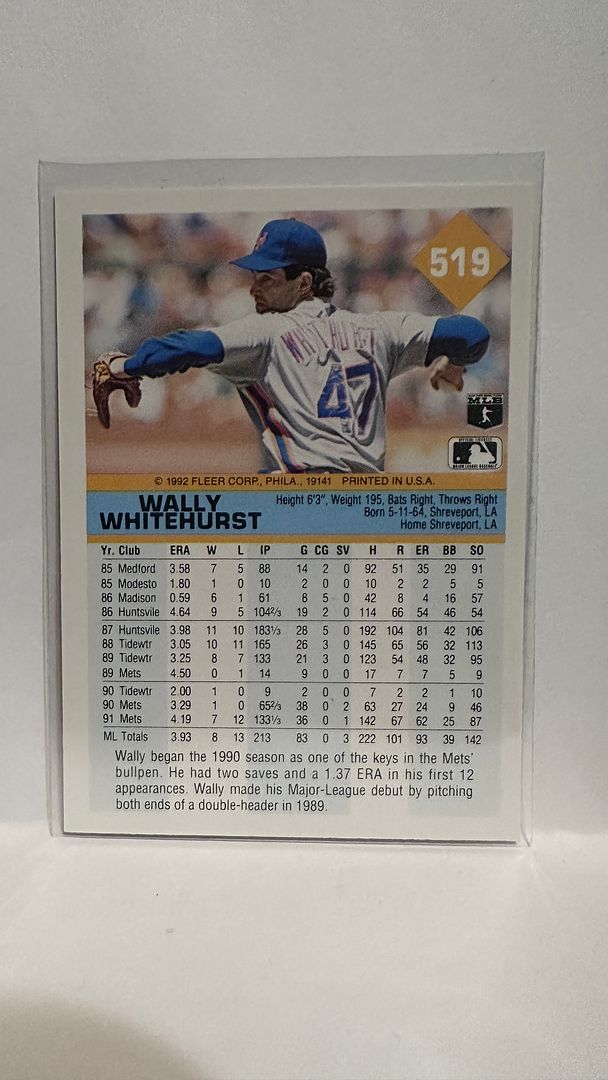 519
WHITEHURST
47
MLB
MAJOR LEAGUE BASEBALL
© 1992 FLEER CORP., PHILA., 19141 PRINTED IN U.S.A.
WALLY
WHITEHURST
Height 6'3", Weight 195, Bats Right, Throws Right
Born 5-11-64, Shreveport, LA
Home Shreveport, LA
Yr. Club ERA W L IP G CG SV H R ER BB SO
85 Medford 3.58 7 5 88 14 2 0 92 51 35 29 91
85 Modesto 1.80 1 0 10 2 0 0 10 2 2 5 5
86 Madison 0.59 6 1 61 8 5 0 42 8 4 16 57
86 Huntsvile 4.64 9 5 104²/₃ 19 2 0 114 66 54 46 54
87 Huntsvile 3.98 11 10 183¹/₃ 28 5 0 192 104 81 42 106
88 Tidewtr 3.05 10 11 165 26 3 0 145 65 56 32 113
89 Tidewtr 3.25 8 7 133 21 3 0 123 54 48 32 95
89 Mets 4.50 0 1 14 9 0 0 17 7 7 5 9
90 Tidewtr 2.00 1 0 9 2 0 0 7 2 2 1 10
90 Mets 3.29 1 0 65²/₃ 38 0 2 63 27 24 9 46
91 Mets 4.19 7 12 133¹/₃ 36 0 1 142 67 62 25 87
ML Totals 3.93 8 13 213 83 0 3 222 101 93 39 142
Wally began the 1990 season as one of the keys in the Mets'
bullpen. He had two saves and a 1.37 ERA in his first 12
appearances. Wally made his Major-League debut by pitching
both ends of a double-header in 1989.